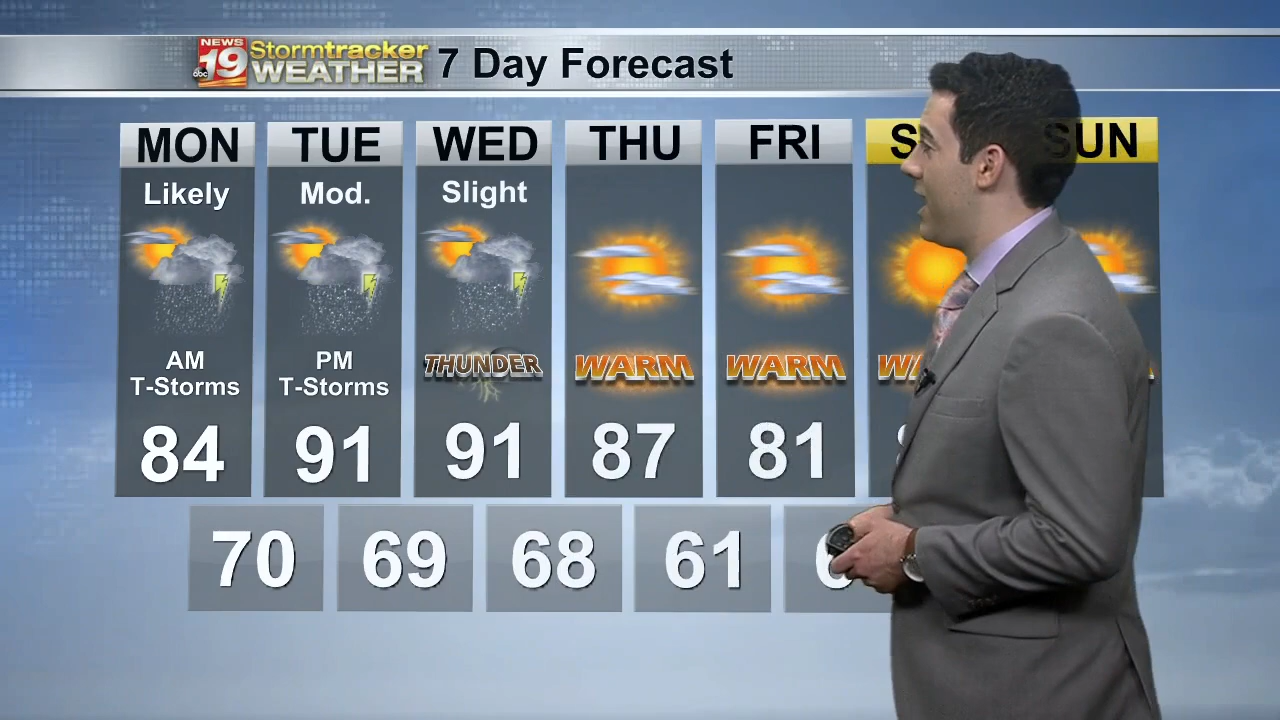 NEWS
abc 19
Stormtracker
WEATHER
7 Day Forecast
MON TUE WED THU FRI SUN
Likely Mod. Slight
AM
T-Storms
PM
T-Storms
THUNDER WARM WARM
84 91 91 87 81
70 69 68 61